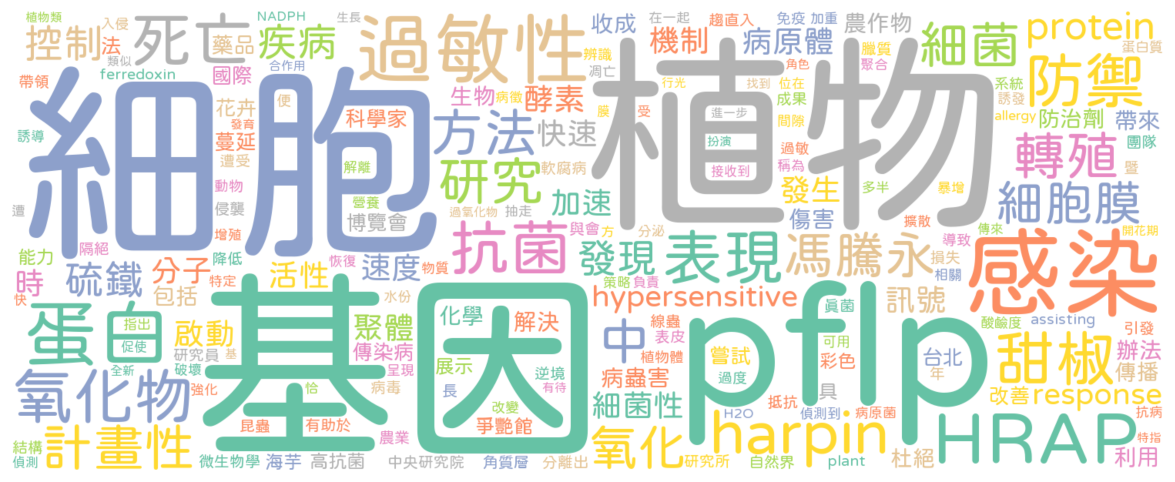 植物類
入侵
NADPH
生長
收成
在一起
趨直入
免疫
加重
農作物
細菌
protein
控制
法
死亡
藥品
疾病
過敏性
機制
病原體
臘質
蛋白質
類似
辨識
聚合
防禦
帶領
ferredoxin
國際
合作用
凋亡
角色
系統
細胞
植物
花卉
便
生物
病徵
酵素
行光
找到
位在
成果
誘發
發育
科學家
膜
受
進一步
間隙
allergy
防治劑
帶來
誘導
蔓延
方法
快速
扮演
過敏
團隊
遭受
解離
研究
軟腐病
接收到
稱為
轉殖
暨
動物
營養
加速
發生
多半
暴增
細胞膜
遭
侵襲
博覽會
過氧化物
抽走
傷害
擴散
隔絕
增殖
與會
方
分泌
導致
傳來
開花期
能力
降低
恢復
抗菌
發現
表現
馮騰永
損失
感染
時
硫鐵
分子
活性
速度
物質
策略
負責
相關
快
包括
特定
水份
hypersensitive
訊號
蛋白
指出
啟動
基因
聚體
化學
解決
線蟲
真菌
pflp
酸鹼度
assisting
引發
促使
研究員
基
傳染病
中
表皮
可用
台北
甜椒
辦法
全新
破壞
呈現
展示
植物體
嘗試
彩色
年
傳播
氧化物
強化
病毒
恰
長
逆境
有待
病蟲害
過度
具
改善
response
改變
細菌性
抵抗
偵測到
病原菌
抗病
昆蟲
有助於
爭艷館
H2O
harpin
HRAP
特指
結構
計畫性
農業
氧化
利用
偵測
微生物學
海芋
高抗菌
中央研究院
角質層
分離出
研究所
自然界
plant
杜絕